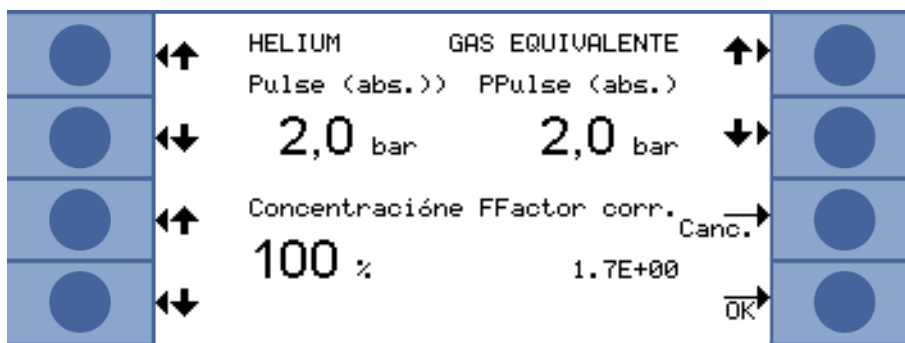 HELIUM GAS EQUIVALENTE
Pulse (abs.)) PPulse (abs.)
2,0 bar 2,0 bar
Concentracióne FFactor corr.
Canc.
100 % 1.7E+00
OK